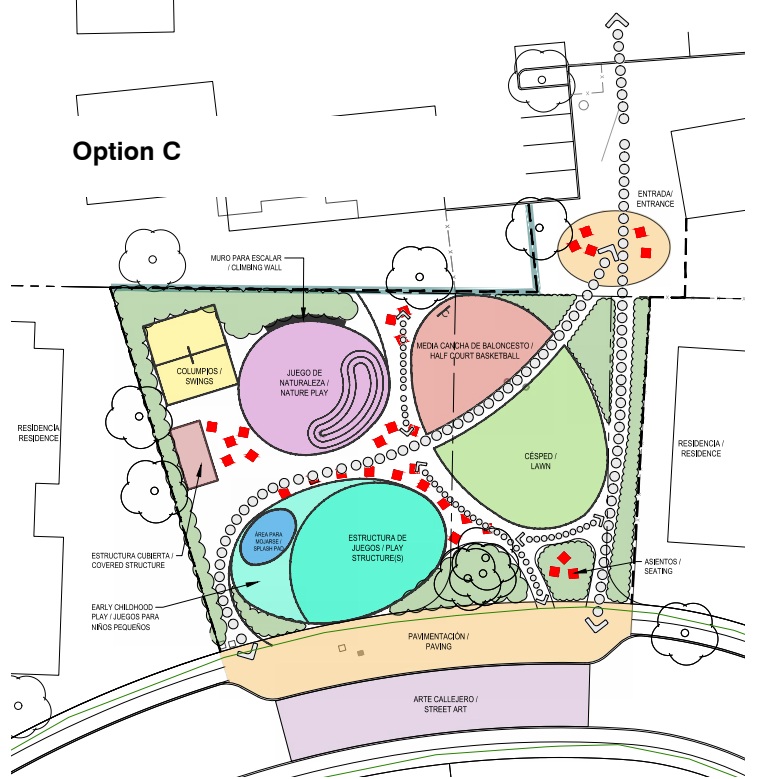 Option C
ENTRADA/
ENTRANCE
MURO PARA ESCALAR
/ CLIMBING WALL
MEDIA CANCHA DE BALONCESTO /
HALF COURT BASKETBALL
COLUMPIOS /
SWINGS
JUEGO DE
NATURALEZA /
NATURE PLAY
RESIDENCIA
RESIDENCE
RESIDENCIA /
RESIDENCE
CÉSPED /
LAWN
ÁREA PARA
MOJARSE /
SPLASH PAD
ESTRUCTURA DE
JUEGOS / PLAY
STRUCTURE(S)
ESTRUCTURA CUBIERTA /
COVERED STRUCTURE
ASIENTOS /
SEATING
EARLY CHILDHOOD
PLAY / JUEGOS PARA
NIÑOS PEQUEÑOS
PAVIMENTACIÓN /
PAVING
ARTE CALLEJERO /
STREET ART